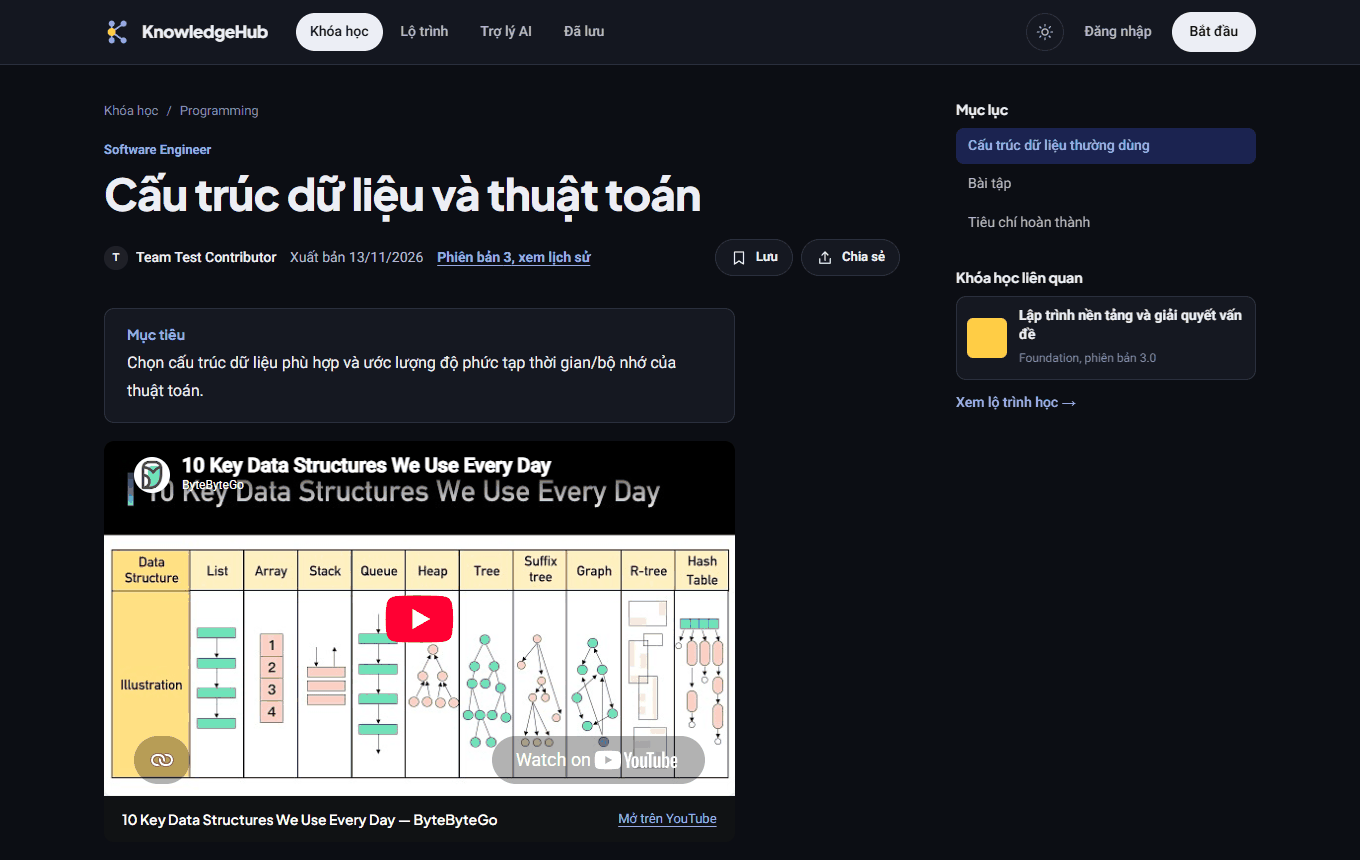 KnowledgeHub
Khóa học
Lộ trình
Trợ lý AI
Đã lưu
Đăng nhập
Bắt đầu
Khóa học / Programming
Software Engineer
Cấu trúc dữ liệu và thuật toán
T
Team Test Contributor
Xuất bản 13/11/2026
Phiên bản 3, xem lịch sử
Lưu
Chia sẻ
Mục tiêu
Chọn cấu trúc dữ liệu phù hợp và ước lượng độ phức tạp thời gian/bộ nhớ của
thuật toán.
10 Key Data Structures We Use Every Day
ByteByteGo
10 Key Data Structures We Use Every Day
Data
Structure
List
Array
Stack
Queue
Heap
Tree
Suffix
tree
Graph
R-tree
Hash
Table
Illustration
1
2
3
4
Watch on YouTube
10 Key Data Structures We Use Every Day — ByteByteGo
Mở trên YouTube
Mục lục
Cấu trúc dữ liệu thường dùng
Bài tập
Tiêu chí hoàn thành
Khóa học liên quan
Lập trình nền tảng và giải quyết vấn
đề
Foundation, phiên bản 3.0
Xem lộ trình học →